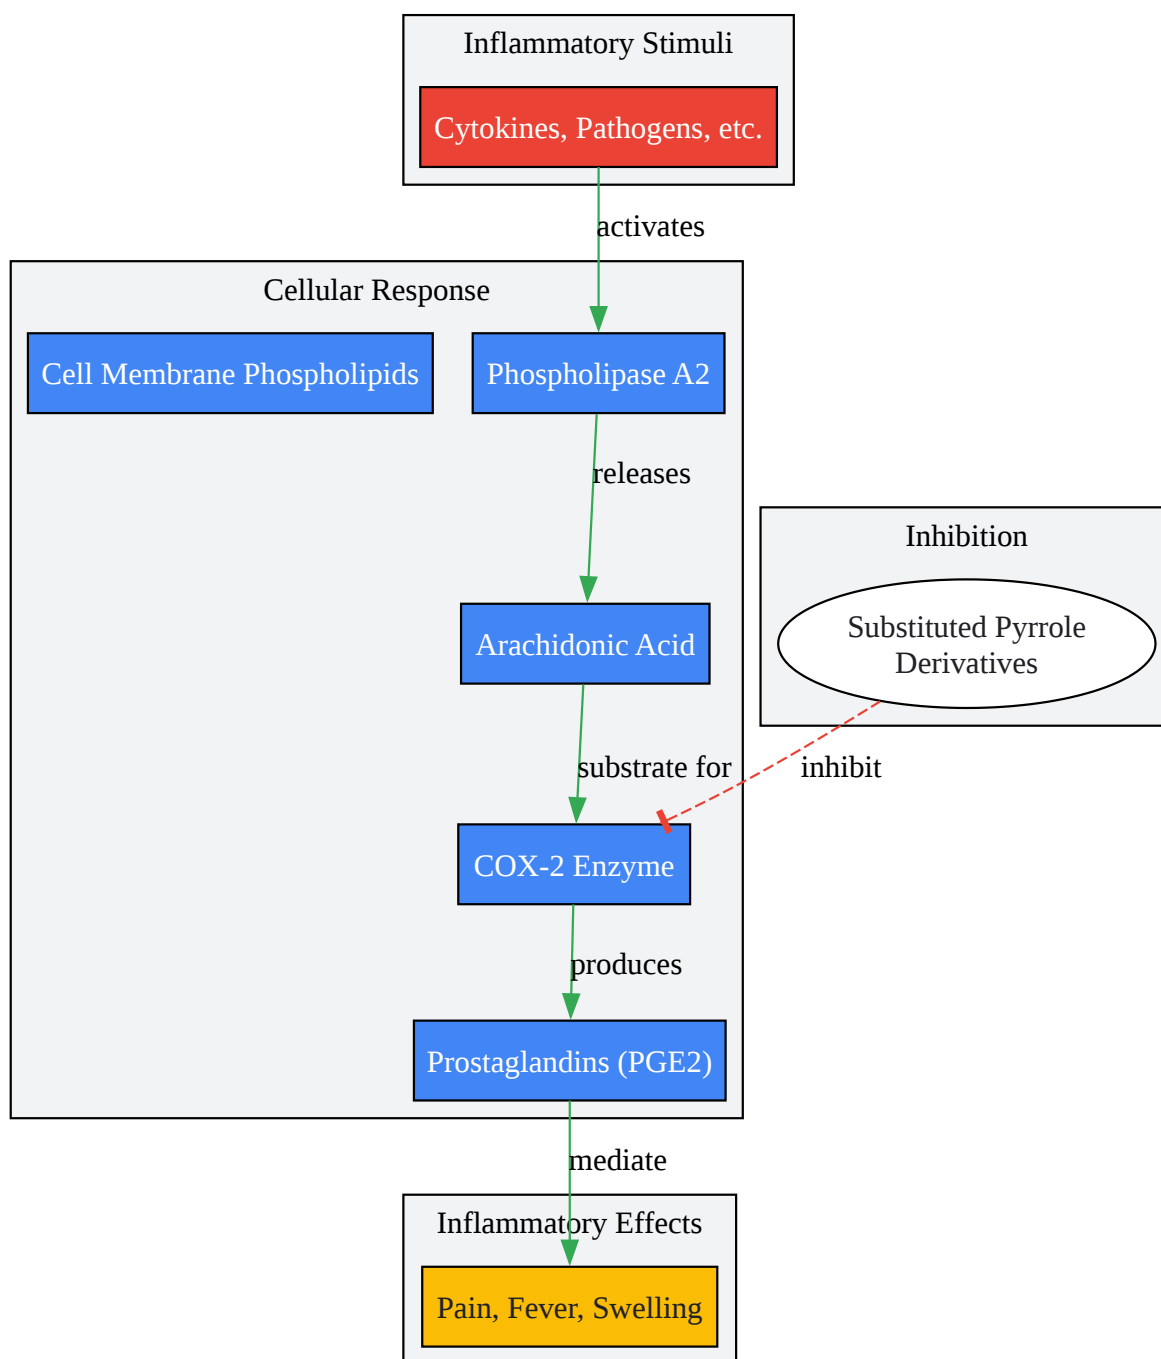 Inflammatory Stimuli
Cytokines, Pathogens, etc.
activates
Cellular Response
Cell Membrane Phospholipids
Phospholipase A2
releases
Inhibition
Substituted Pyrrole
Derivatives
Arachidonic Acid
substrate for
inhibit
COX-2 Enzyme
produces
Prostaglandins (PGE2)
mediate
Inflammatory Effects
Pain, Fever, Swelling